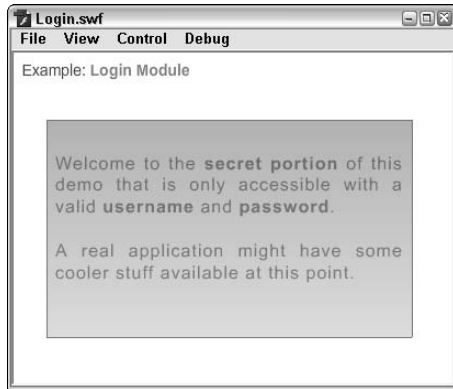 Login.swf
File View Control Debug
Example: Login Module
Welcome to the secret portion of this
demo that is only accessible with a
valid username and password.
A real application might have some
cooler stuff available at this point.